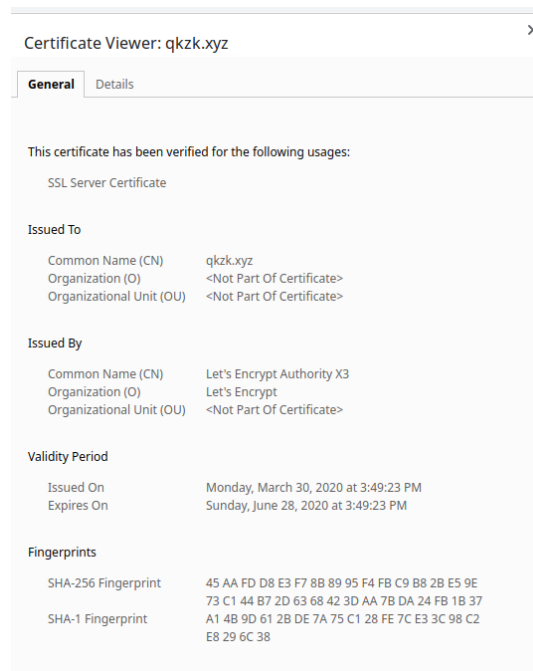 Certificate Viewer: qkzk.xyz
General Details
This certificate has been verified for the following usages:
SSL Server Certificate
Issued To
Common Name (CN) qkzk.xyz
Organization (O) <Not Part Of Certificate>
Organizational Unit (OU) <Not Part Of Certificate>
Issued By
Common Name (CN) Let's Encrypt Authority X3
Organization (O) Let's Encrypt
Organizational Unit (OU) <Not Part Of Certificate>
Validity Period
Issued On Monday, March 30, 2020 at 3:49:23 PM
Expires On Sunday, June 28, 2020 at 3:49:23 PM
Fingerprints
SHA-256 Fingerprint 45 AA FD D8 E3 F7 8B 89 95 F4 FB C9 B8 2B E5 9E
73 C1 44 B7 2D 63 68 42 3D AA 7B DA 24 FB 1B 37
SHA-1 Fingerprint A1 4B 9D 61 2B DE 7A 75 C1 28 FE 7C E3 3C 98 C2
E8 29 6C 38